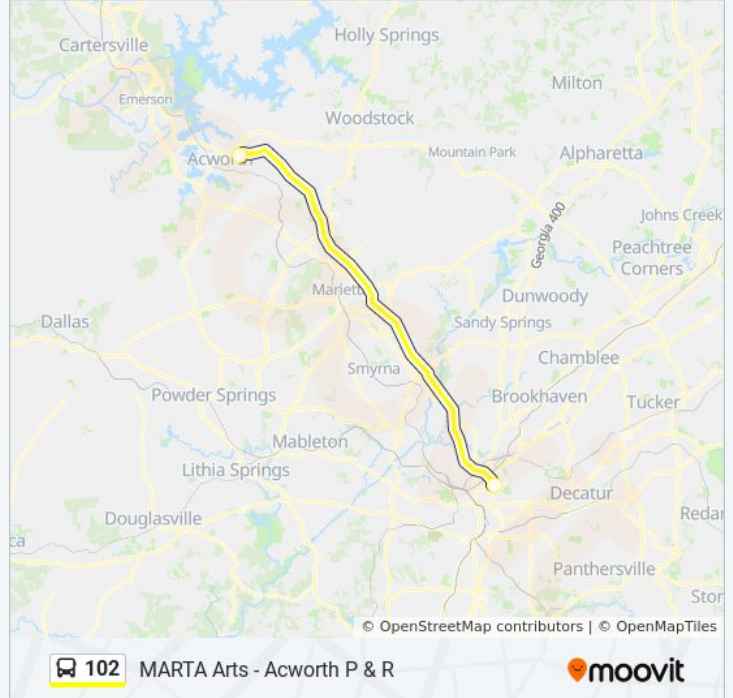 Holly Springs
Cartersville
Milton
Emerson
Woodstock
Mountain Park
Alpharetta
Acworth
Johns Creek
Georgia 400
Peachtree
Corners
Marietta
Dunwoody
Dallas
Sandy Springs
Chamblee
Smyrna
Powder Springs
Brookhaven
Tucker
Mableton
Lithia Springs
Decatur
Douglasville
Redan
ca
Panthersville
Ston
© OpenStreetMap contributors | © OpenMapTiles
102 MARTA Arts - Acworth P & R
moovit